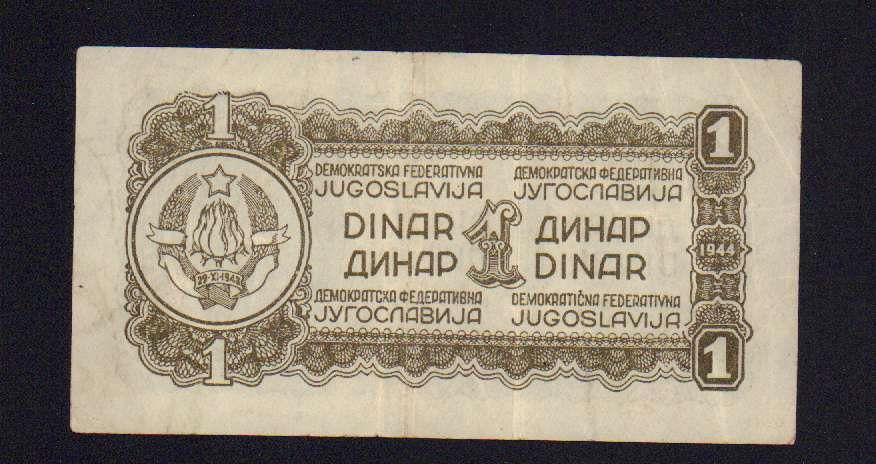 1
1
DEMOKRATSKA FEDERATIVNA
JUGOSLAVIJA
ДЕМОКРАТСКА ФЕДЕРАТИВНА
ЈУГОСЛАВИЈА
DINAR
ДИНАР
1
ДИНАР
DINAR
1944
29·XI·1943
ДЕМОКРАТСКА ФЕДЕРАТИВНА
ЈУГОСЛАВИЈА
DEMOKRATIČNA FEDERATIVNA
JUGOSLAVIJA
1
1